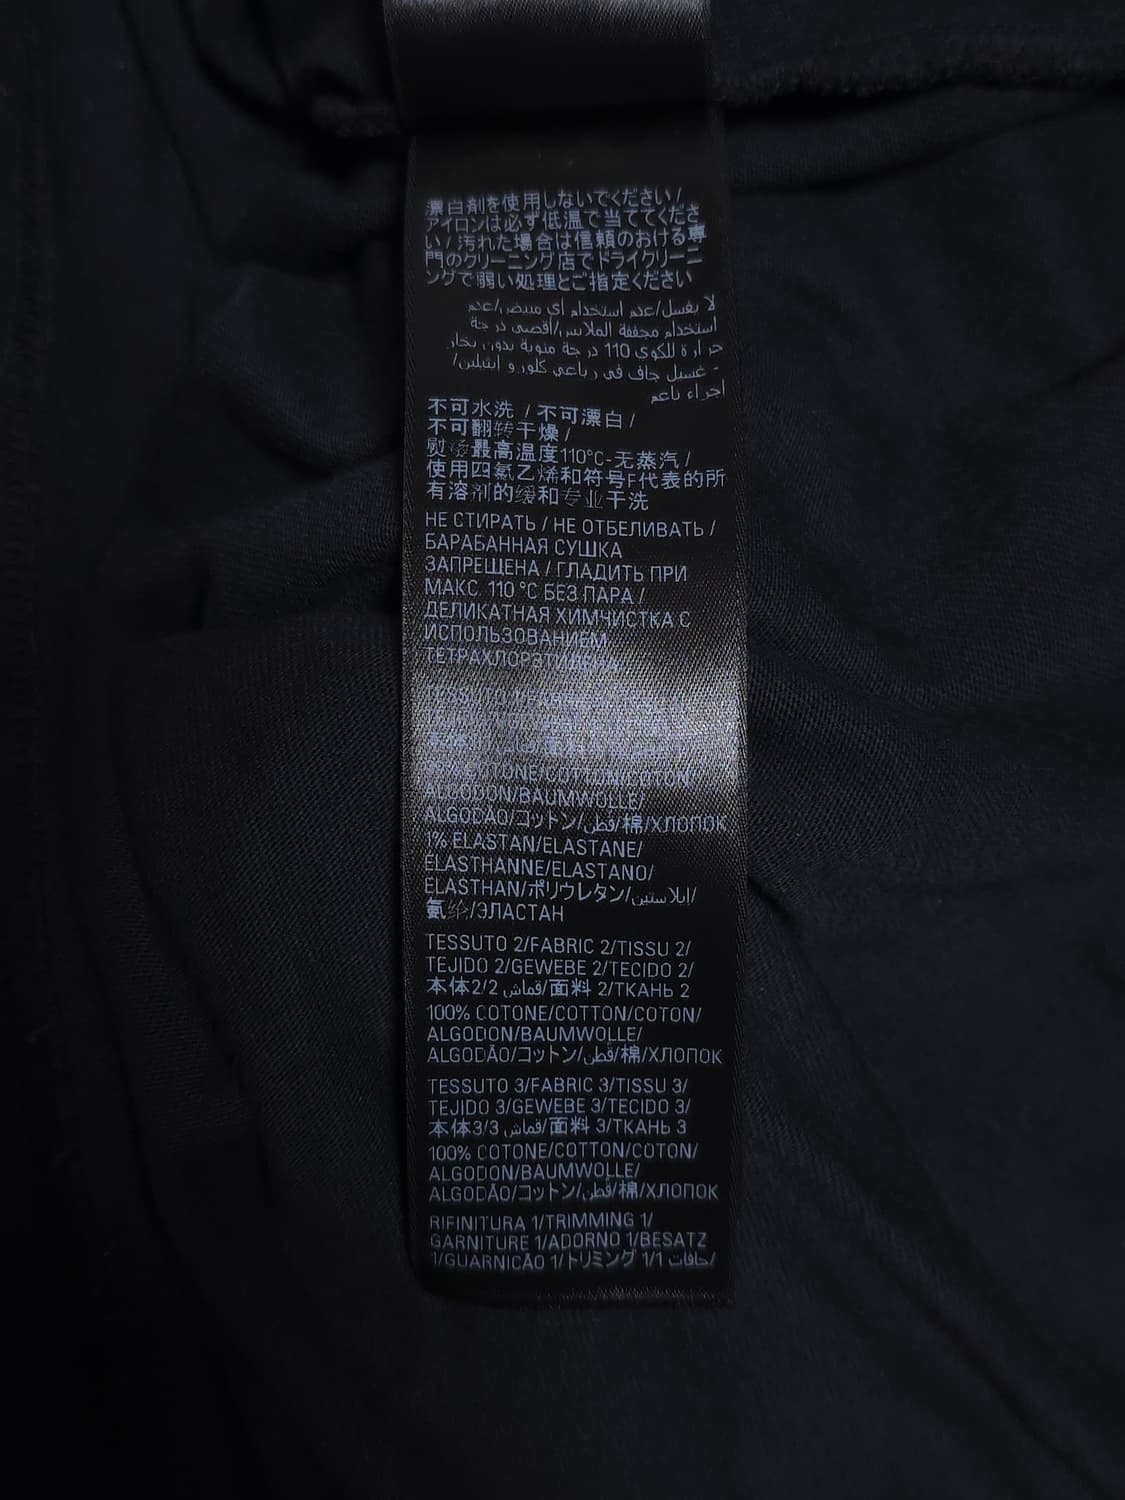 漂白剤を使用しないでください/
アイロンは必ず低温で当ててくださ
い/汚れた場合は信頼のおける専
門のクリーニング店でドライクリーニ
ングで弱い処理とご指定ください
لا يغسل/عدم استخدام أي مبيض/عدم
استخدام مجففة الملابس/أقصى درجة
حرارة للكوي 110 درجة مئوية بدون بخار
- غسيل جاف في رباعي كلورو ايثيلين/
اجراء ناعم
不可水洗 / 不可漂白 /
不可翻转干燥 /
熨烫最高温度110°C-无蒸汽 /
使用四氯乙烯和符号F代表的所
有溶剂的缓和专业干洗
НЕ СТИРАТЬ / НЕ ОТБЕЛИВАТЬ /
БАРАБАННАЯ СУШКА
ЗАПРЕЩЕНА / ГЛАДИТЬ ПРИ
МАКС. 110 °C БЕЗ ПАРА /
ДЕЛИКАТНАЯ ХИМЧИСТКА С
ИСПОЛЬЗОВАНИЕМ
ТЕТРАХЛОРЭТИЛЕНА
COTONE/COTTON/COTON/
ALGODON/BAUMWOLLE/
ALGODÃO/コットン/قطن/棉/ХЛОПОК
1% ELASTAN/ELASTANE/
ÉLASTHANNE/ELASTANO/
ELASTHAN/ポリウレタン/إيلاستين/
氨纶/ЭЛАСТАН
TESSUTO 2/FABRIC 2/TISSU 2/
TEJIDO 2/GEWEBE 2/TECIDO 2/
本体2/2 قماش/面料 2/ТКАНЬ 2
100% COTONE/COTTON/COTON/
ALGODON/BAUMWOLLE/
ALGODÃO/コットン/قطن/棉/ХЛОПОК
TESSUTO 3/FABRIC 3/TISSU 3/
TEJIDO 3/GEWEBE 3/TECIDO 3/
本体3/3 قماش/面料 3/ТКАНЬ 3
100% COTONE/COTTON/COTON/
ALGODON/BAUMWOLLE/
ALGODÃO/コットン/قطن/棉/ХЛОПОК
RIFINITURA 1/TRIMMING 1/
GARNITURE 1/ADORNO 1/BESATZ
1/GUARNIÇÃO 1/トリミング 1/1 حافات/